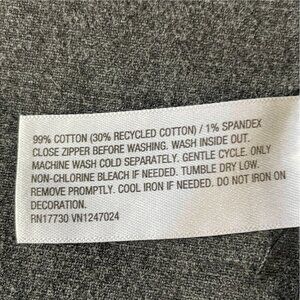 99% COTTON (30% RECYCLED COTTON) / 1% SPANDEX
CLOSE ZIPPER BEFORE WASHING. WASH INSIDE OUT.
MACHINE WASH COLD SEPARATELY. GENTLE CYCLE. ONLY
NON-CHLORINE BLEACH IF NEEDED. TUMBLE DRY LOW.
REMOVE PROMPTLY. COOL IRON IF NEEDED. DO NOT IRON ON
DECORATION.
RN17730 VN1247024